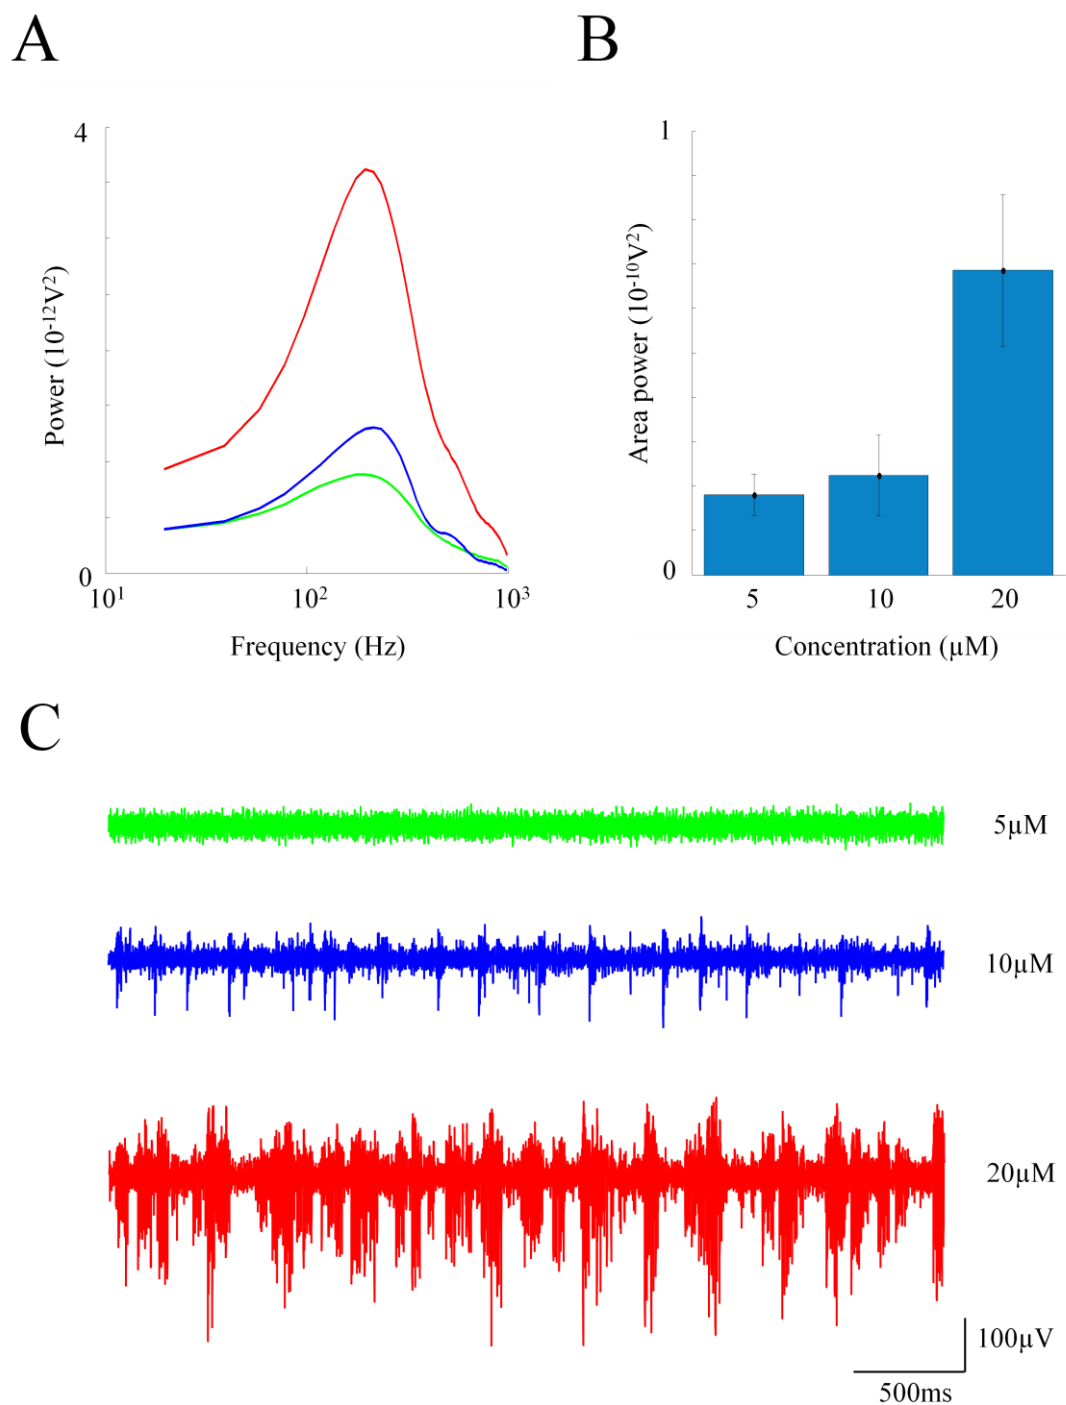 A
B
4
Power (10⁻¹²V²)
0
10¹ 10² 10³
Frequency (Hz)
1
Area power (10⁻¹⁰V²)
0
5 10 20
Concentration (µM)
C
5µM
10µM
20µM
100µV
500ms